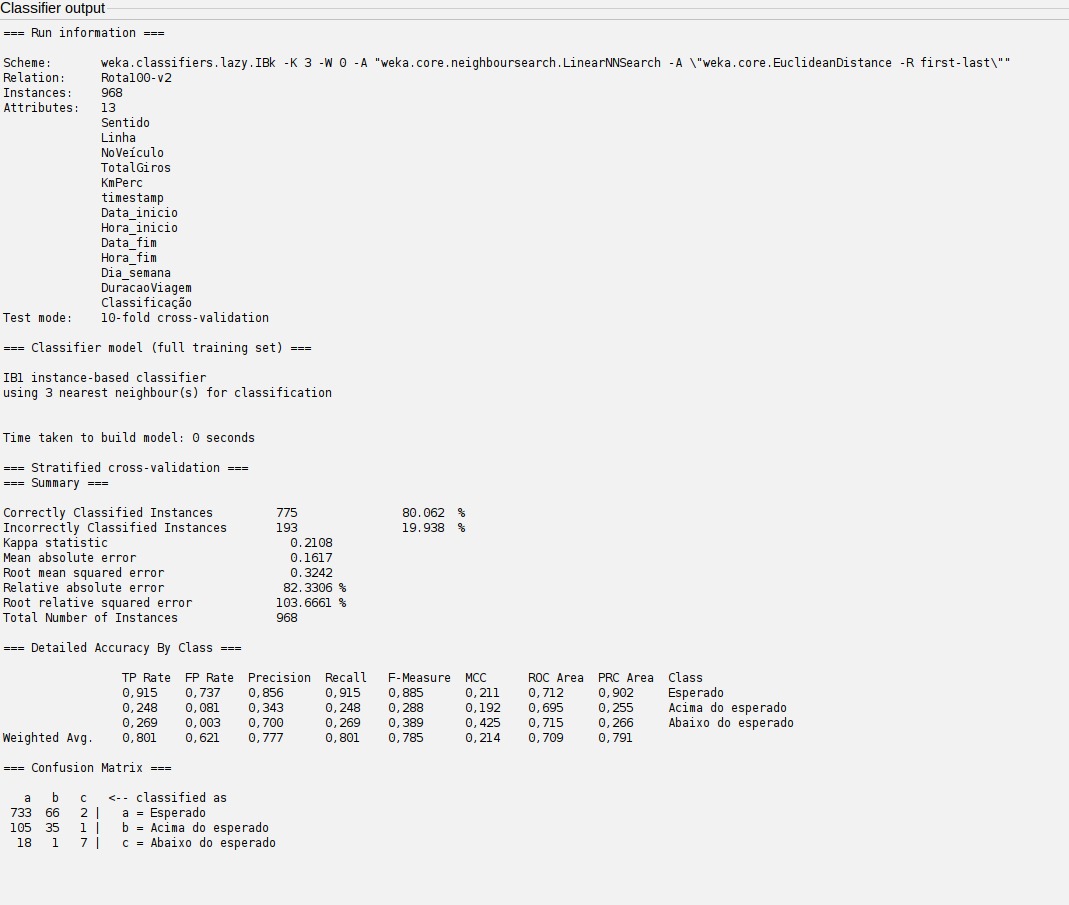 Classifier output
=== Run information ===
Scheme: weka.classifiers.lazy.IBk -K 3 -W 0 -A "weka.core.neighboursearch.LinearNNSearch -A \"weka.core.EuclideanDistance -R first-last\""
Relation: Rota100-v2
Instances: 968
Attributes: 13
Sentido
Linha
NoVeículo
TotalGiros
KmPerc
timestamp
Data_inicio
Hora_inicio
Data_fim
Hora_fim
Dia_semana
DuracaoViagem
Classificação
Test mode: 10-fold cross-validation
=== Classifier model (full training set) ===
IB1 instance-based classifier
using 3 nearest neighbour(s) for classification
Time taken to build model: 0 seconds
=== Stratified cross-validation ===
=== Summary ===
Correctly Classified Instances 775 80.062 %
Incorrectly Classified Instances 193 19.938 %
Kappa statistic 0.2108
Mean absolute error 0.1617
Root mean squared error 0.3242
Relative absolute error 82.3306 %
Root relative squared error 103.6661 %
Total Number of Instances 968
=== Detailed Accuracy By Class ===
TP Rate FP Rate Precision Recall F-Measure MCC ROC Area PRC Area Class
0,915 0,737 0,856 0,915 0,885 0,211 0,712 0,902 Esperado
0,248 0,081 0,343 0,248 0,288 0,192 0,695 0,255 Acima do esperado
0,269 0,003 0,700 0,269 0,389 0,425 0,715 0,266 Abaixo do esperado
Weighted Avg. 0,801 0,621 0,777 0,801 0,785 0,214 0,709 0,791
=== Confusion Matrix ===
a b c <-- classified as
733 66 2 | a = Esperado
105 35 1 | b = Acima do esperado
18 1 7 | c = Abaixo do esperado